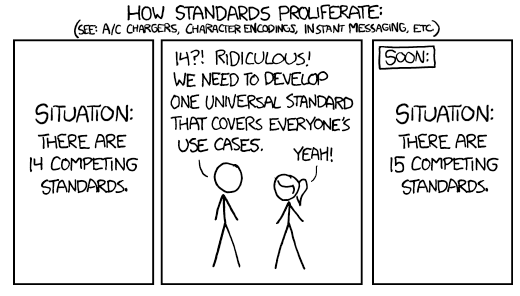 HOW STANDARDS PROLIFERATE:
(SEE: A/C CHARGERS, CHARACTER ENCODINGS, INSTANT MESSAGING, ETC.)
SITUATION:
THERE ARE
14 COMPETING
STANDARDS.
14?! RIDICULOUS!
WE NEED TO DEVELOP
ONE UNIVERSAL STANDARD
THAT COVERS EVERYONE'S
USE CASES.
YEAH!
SOON:
SITUATION:
THERE ARE
15 COMPETING
STANDARDS.